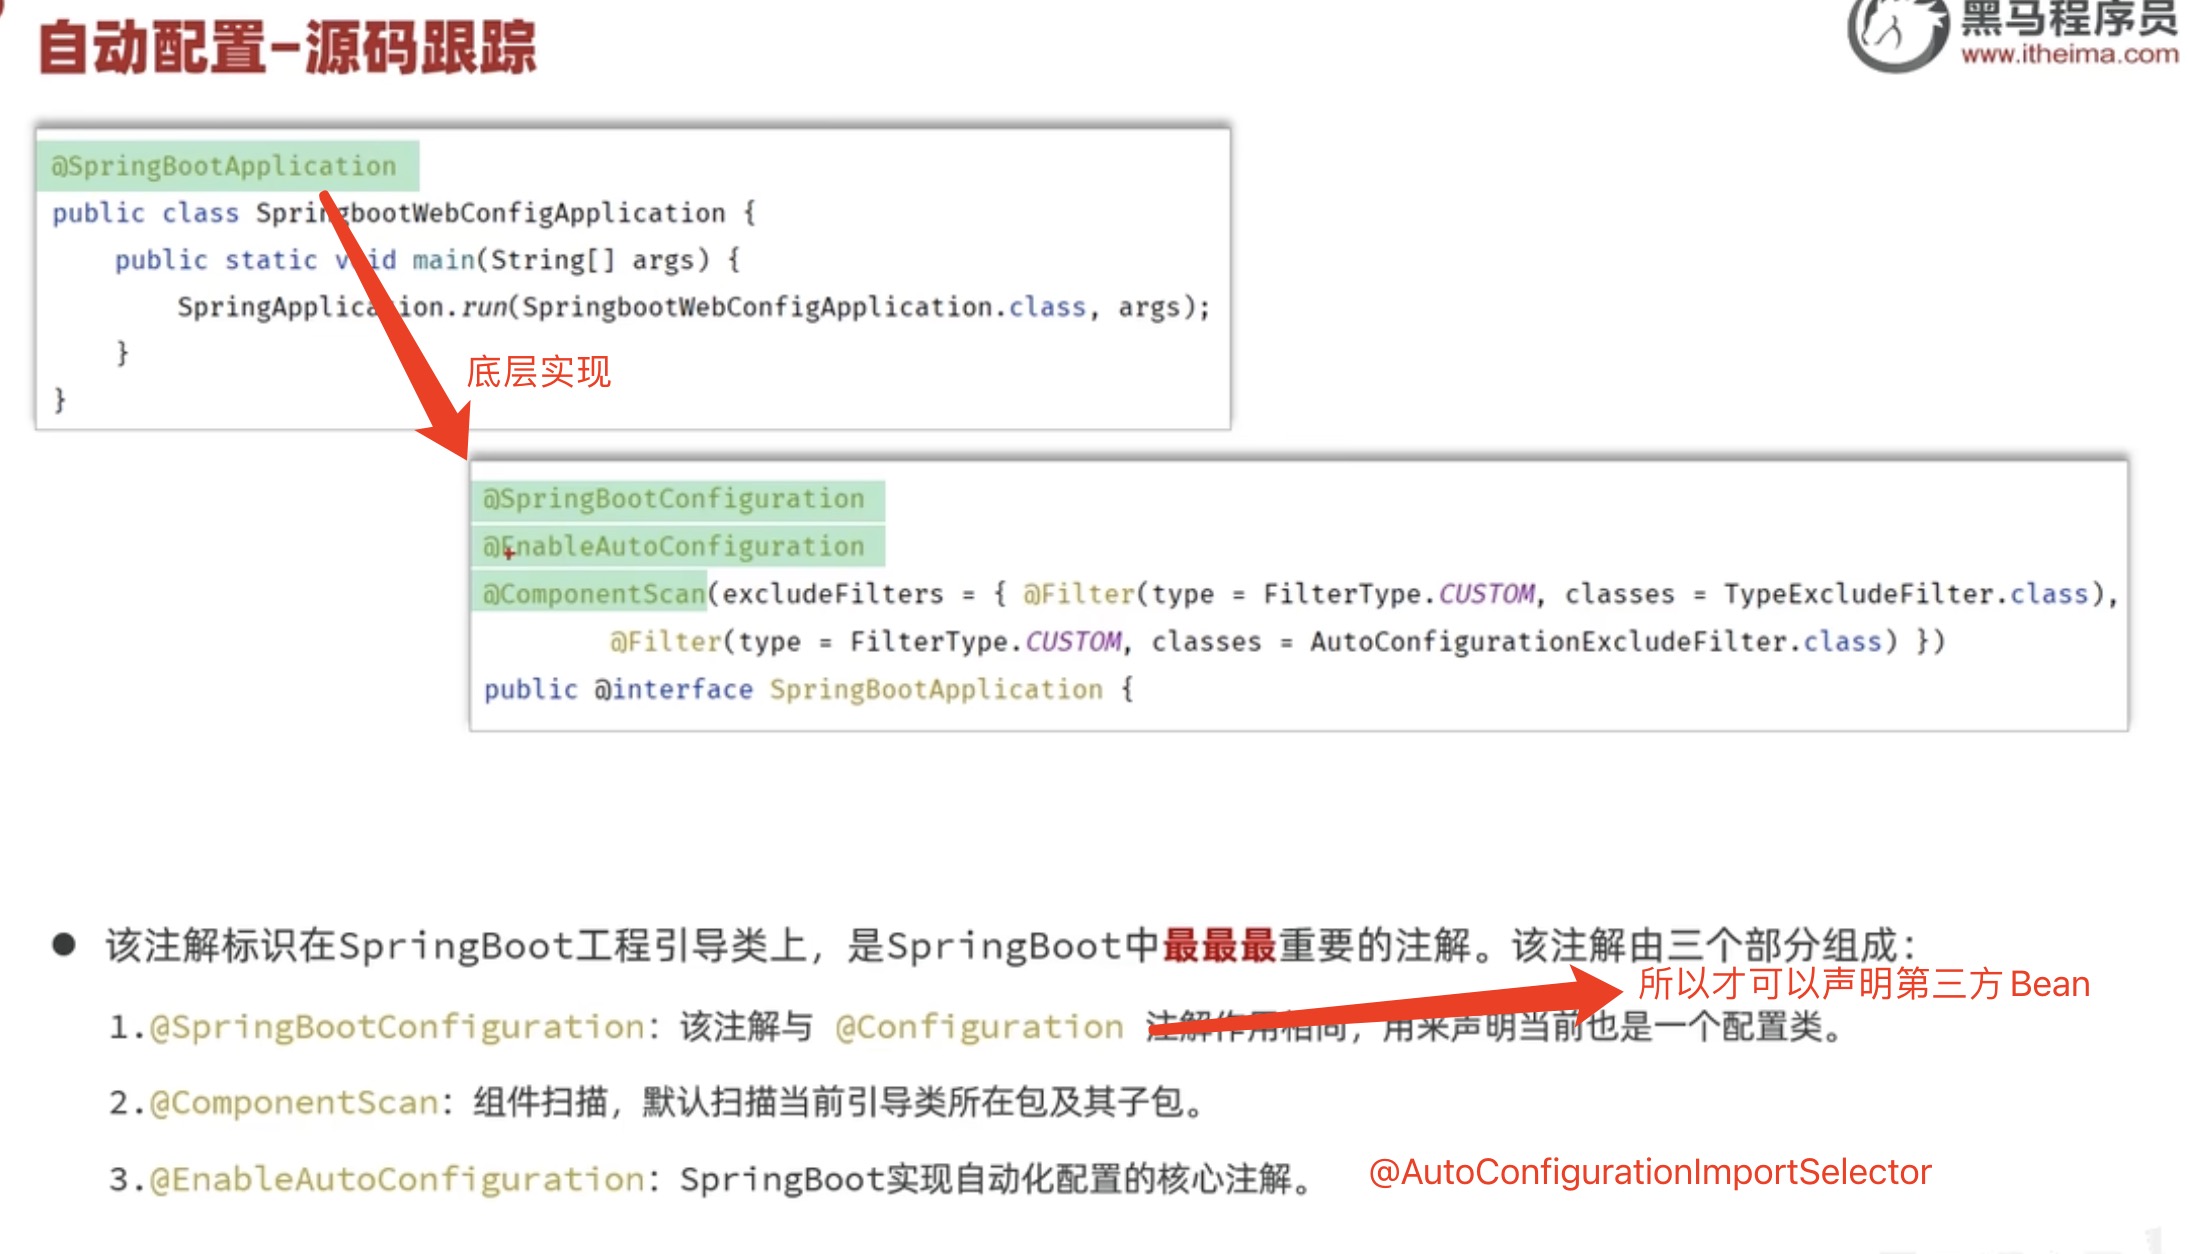 自动配置-源码跟踪
黑马程序员
www.itheima.com
@SpringBootApplication
public class SpringbootWebConfigApplication {
public static void main(String[] args) {
SpringApplication.run(SpringbootWebConfigApplication.class, args);
}
}
底层实现
@SpringBootConfiguration
@EnableAutoConfiguration
@ComponentScan(excludeFilters = { @Filter(type = FilterType.CUSTOM, classes = TypeExcludeFilter.class),
@Filter(type = FilterType.CUSTOM, classes = AutoConfigurationExcludeFilter.class) })
public @interface SpringBootApplication {
● 该注解标识在SpringBoot工程引导类上，是SpringBoot中最最最重要的注解。该注解由三个部分组成：
所以才可以声明第三方Bean
1.@SpringBootConfiguration：该注解与 @Configuration 注解作用相同，用来声明当前也是一个配置类。
2.@ComponentScan：组件扫描，默认扫描当前引导类所在包及其子包。
3.@EnableAutoConfiguration：SpringBoot实现自动化配置的核心注解。
@AutoConfigurationImportSelector